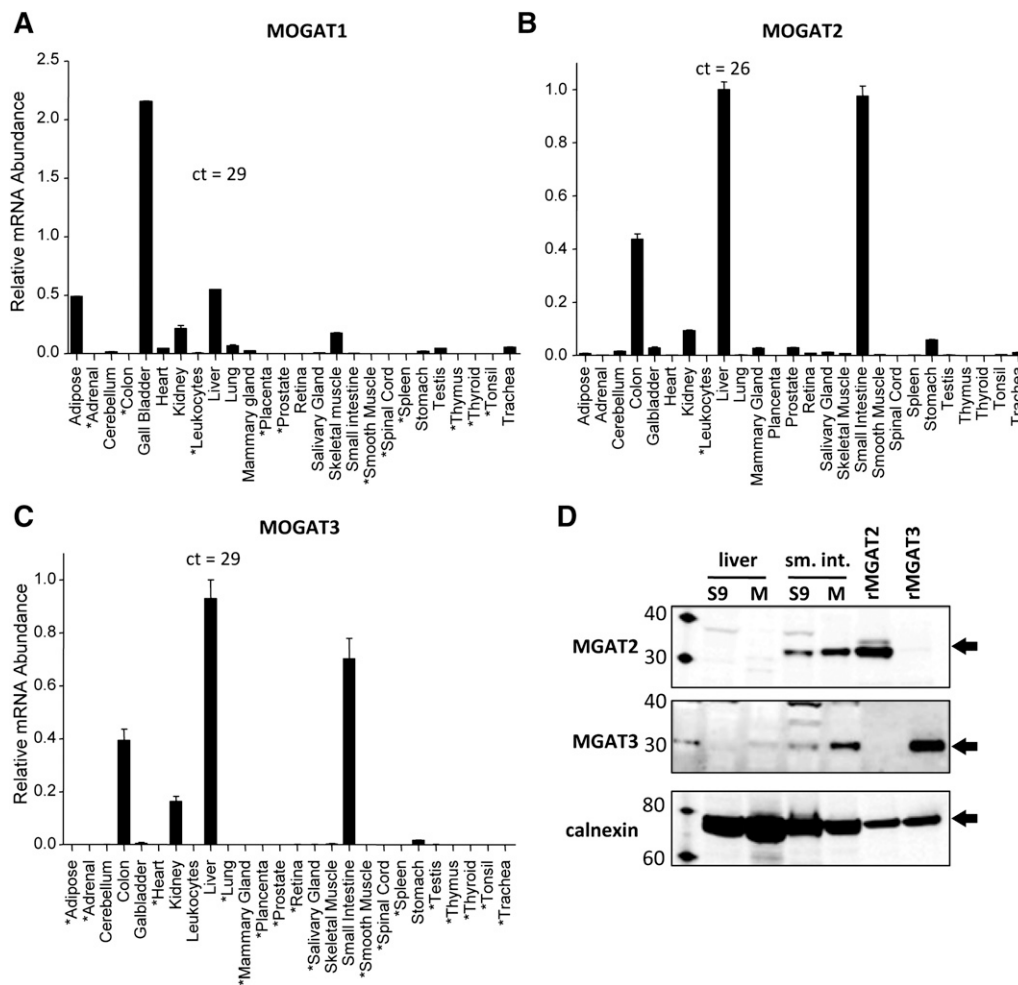 A
MOGAT1
Relative mRNA Abundance
2.5
2.0
1.5
1.0
0.5
0.0
ct = 29
Adipose
*Adrenal
Cerebellum
*Colon
Gall Bladder
Heart
Kidney
*Leukocytes
Liver
Lung
Mammary gland
*Placenta
*Prostate
Retina
Salivary Gland
Skeletal muscle
Small intestine
*Smooth Muscle
*Spinal Cord
*Spleen
Stomach
Testis
*Thymus
*Thyroid
*Tonsil
Trachea
B
MOGAT2
1.0
0.8
0.6
0.4
0.2
0.0
ct = 26
Adipose
Adrenal
Cerebellum
Colon
Galbladder
Heart
Kidney
*Leukocytes
Liver
Lung
Mammary Gland
Placenta
Prostate
Retina
Salivary Gland
Skeletal Muscle
Small Intestine
Smooth Muscle
Spinal Cord
Spleen
Stomach
Testis
Thymus
Thyroid
Tonsil
Trachea
C
MOGAT3
Relative mRNA Abundance
1.0
0.8
0.6
0.4
0.2
0.0
ct = 29
*Adipose
*Adrenal
Cerebellum
Colon
Galbladder
*Heart
Kidney
Leukocytes
Liver
*Lung
*Mammary Gland
*Plancenta
*Prostate
*Retina
*Salivary Gland
Skeletal Muscle
Small Intestine
*Smooth Muscle
*Spinal Cord
*Spleen
Stomach
*Testis
*Thymus
*Thyroid
*Tonsil
*Trachea
D
liver
sm. int.
rMGAT2
rMGAT3
S9 M S9 M
40
MGAT2
30
40
MGAT3
30
80
calnexin
60